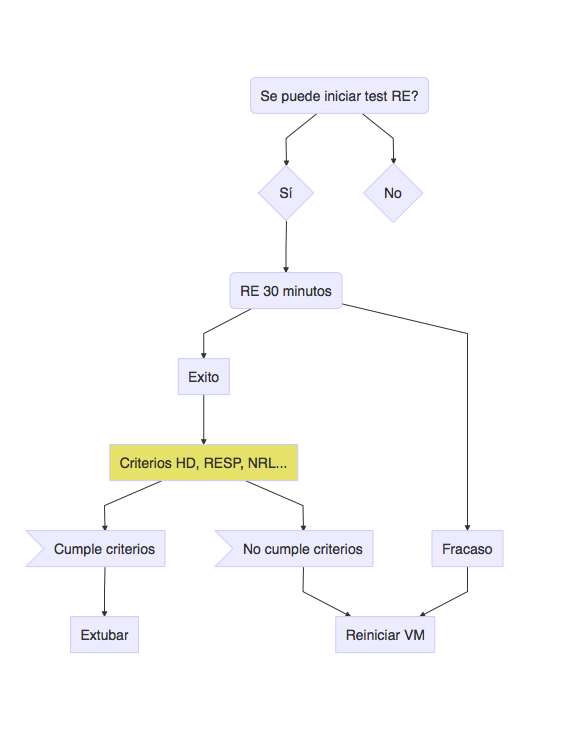 Se puede iniciar test RE?
Sí
No
RE 30 minutos
Exito
Criterios HD, RESP, NRL...
Cumple criterios
No cumple criterios
Fracaso
Extubar
Reiniciar VM